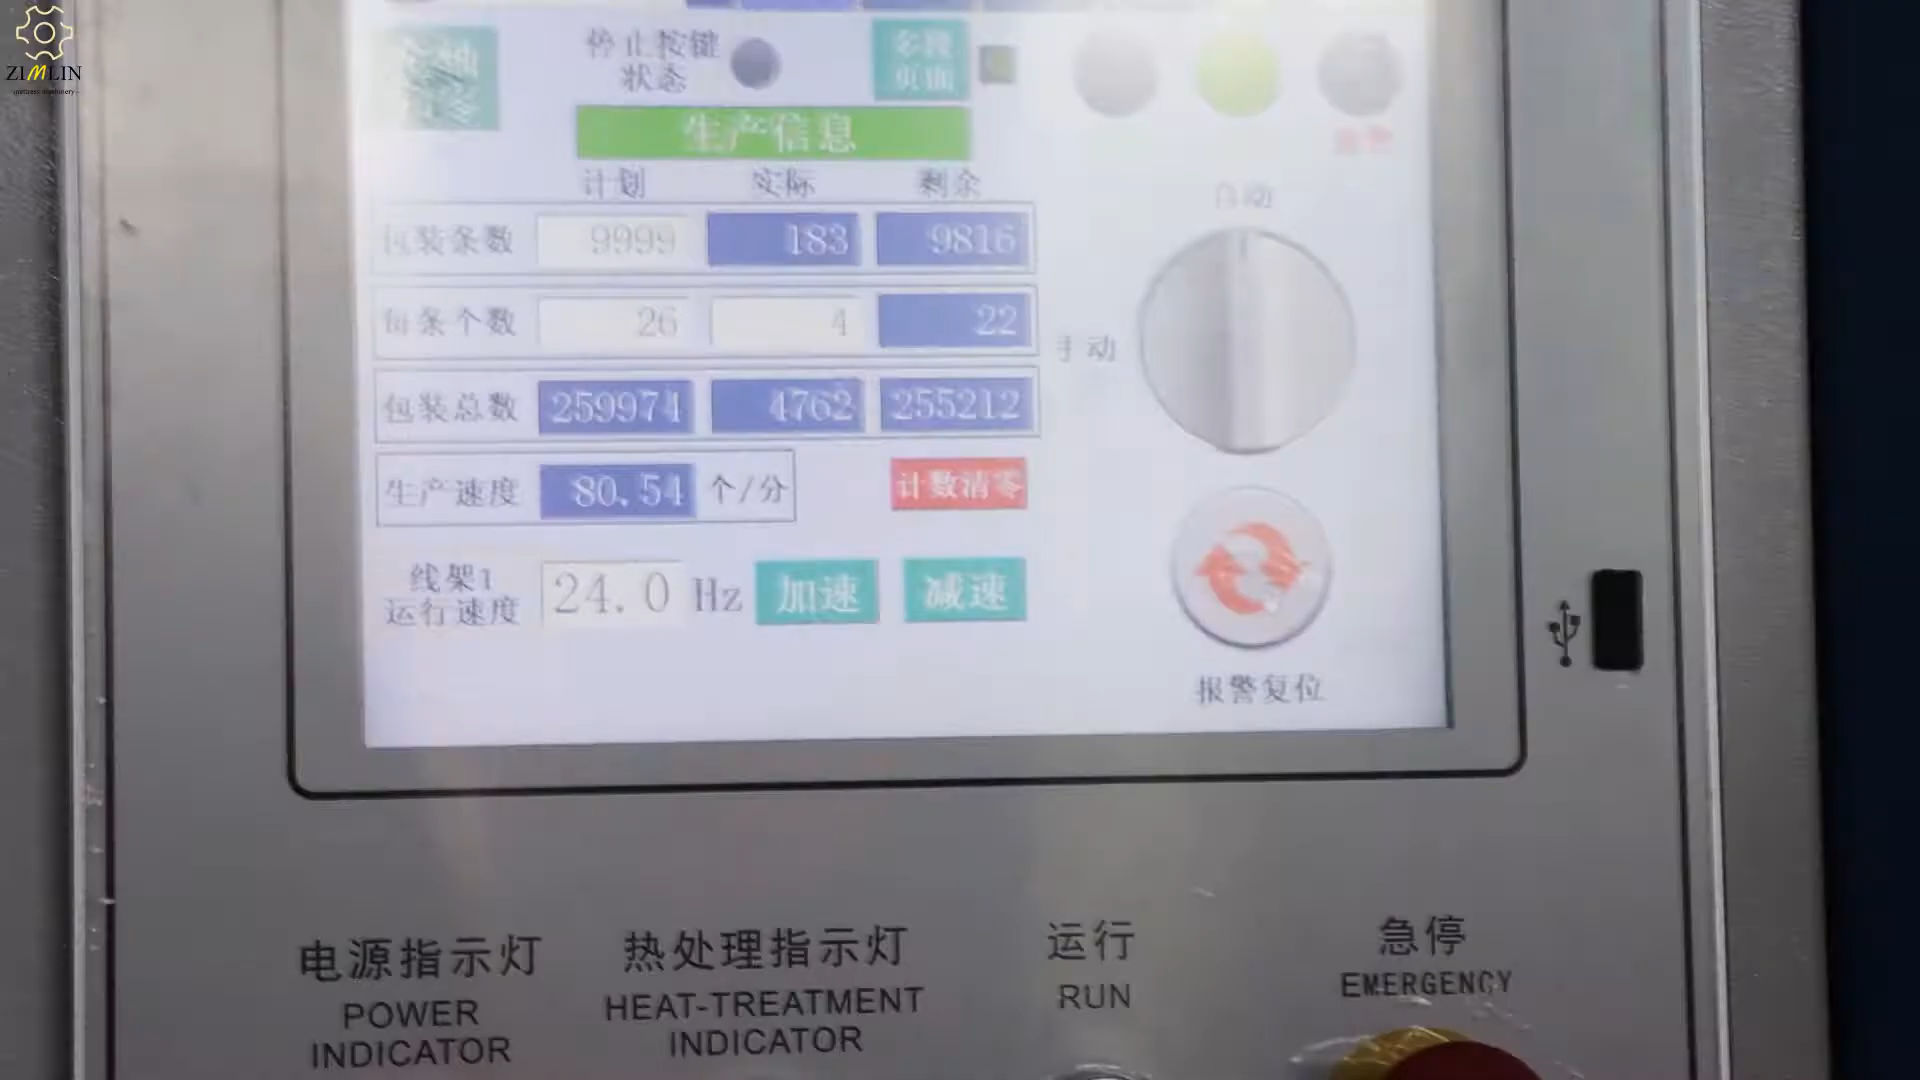 ZIMLIN
mattress machinery
停止按键
状态
多段
页面
生产信息
计划 实际 剩余
包装条数 9999 183 9816
每条个数 26 4 22
包装总数 259974 4762 255212
生产速度 80.54 个/分 计数清零
线架1
运行速度 24.0 Hz 加速 减速
自动
手动
报警复位
电源指示灯
POWER
INDICATOR
热处理指示灯
HEAT-TREATMENT
INDICATOR
运行
RUN
急停
EMERGENCY